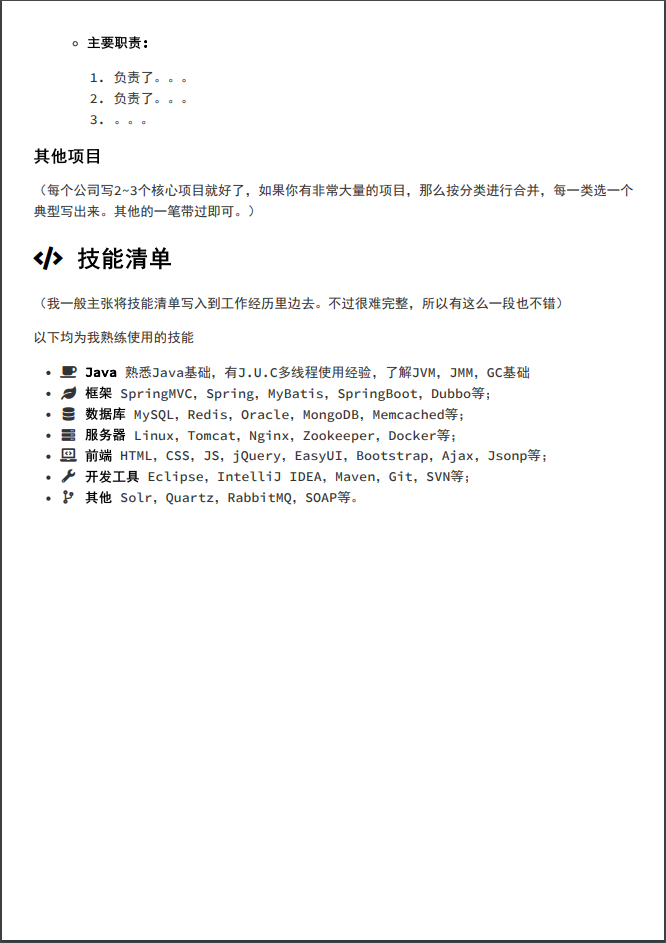 主要职责：
1. 负责了。。。
2. 负责了。。。
3. 。。。
其他项目
（每个公司写2~3个核心项目就好了，如果你有非常大量的项目，那么按分类进行合并，每一类选一个
典型写出来。其他的一笔带过即可。）
技能清单
（我一般主张将技能清单写入到工作经历里边去。不过很难完整，所以有这么一段也不错）
以下均为我熟练使用的技能
Java 熟悉Java基础，有J.U.C多线程使用经验，了解JVM，JMM，GC基础
框架 SpringMVC，Spring，MyBatis，SpringBoot，Dubbo等；
数据库 MySQL，Redis，Oracle，MongoDB，Memcached等；
服务器 Linux，Tomcat，Nginx，Zookeeper，Docker等；
前端 HTML，CSS，JS，jQuery，EasyUI，Bootstrap，Ajax，Jsonp等；
开发工具 Eclipse，IntelliJ IDEA，Maven，Git，SVN等；
其他 Solr，Quartz，RabbitMQ，SOAP等。